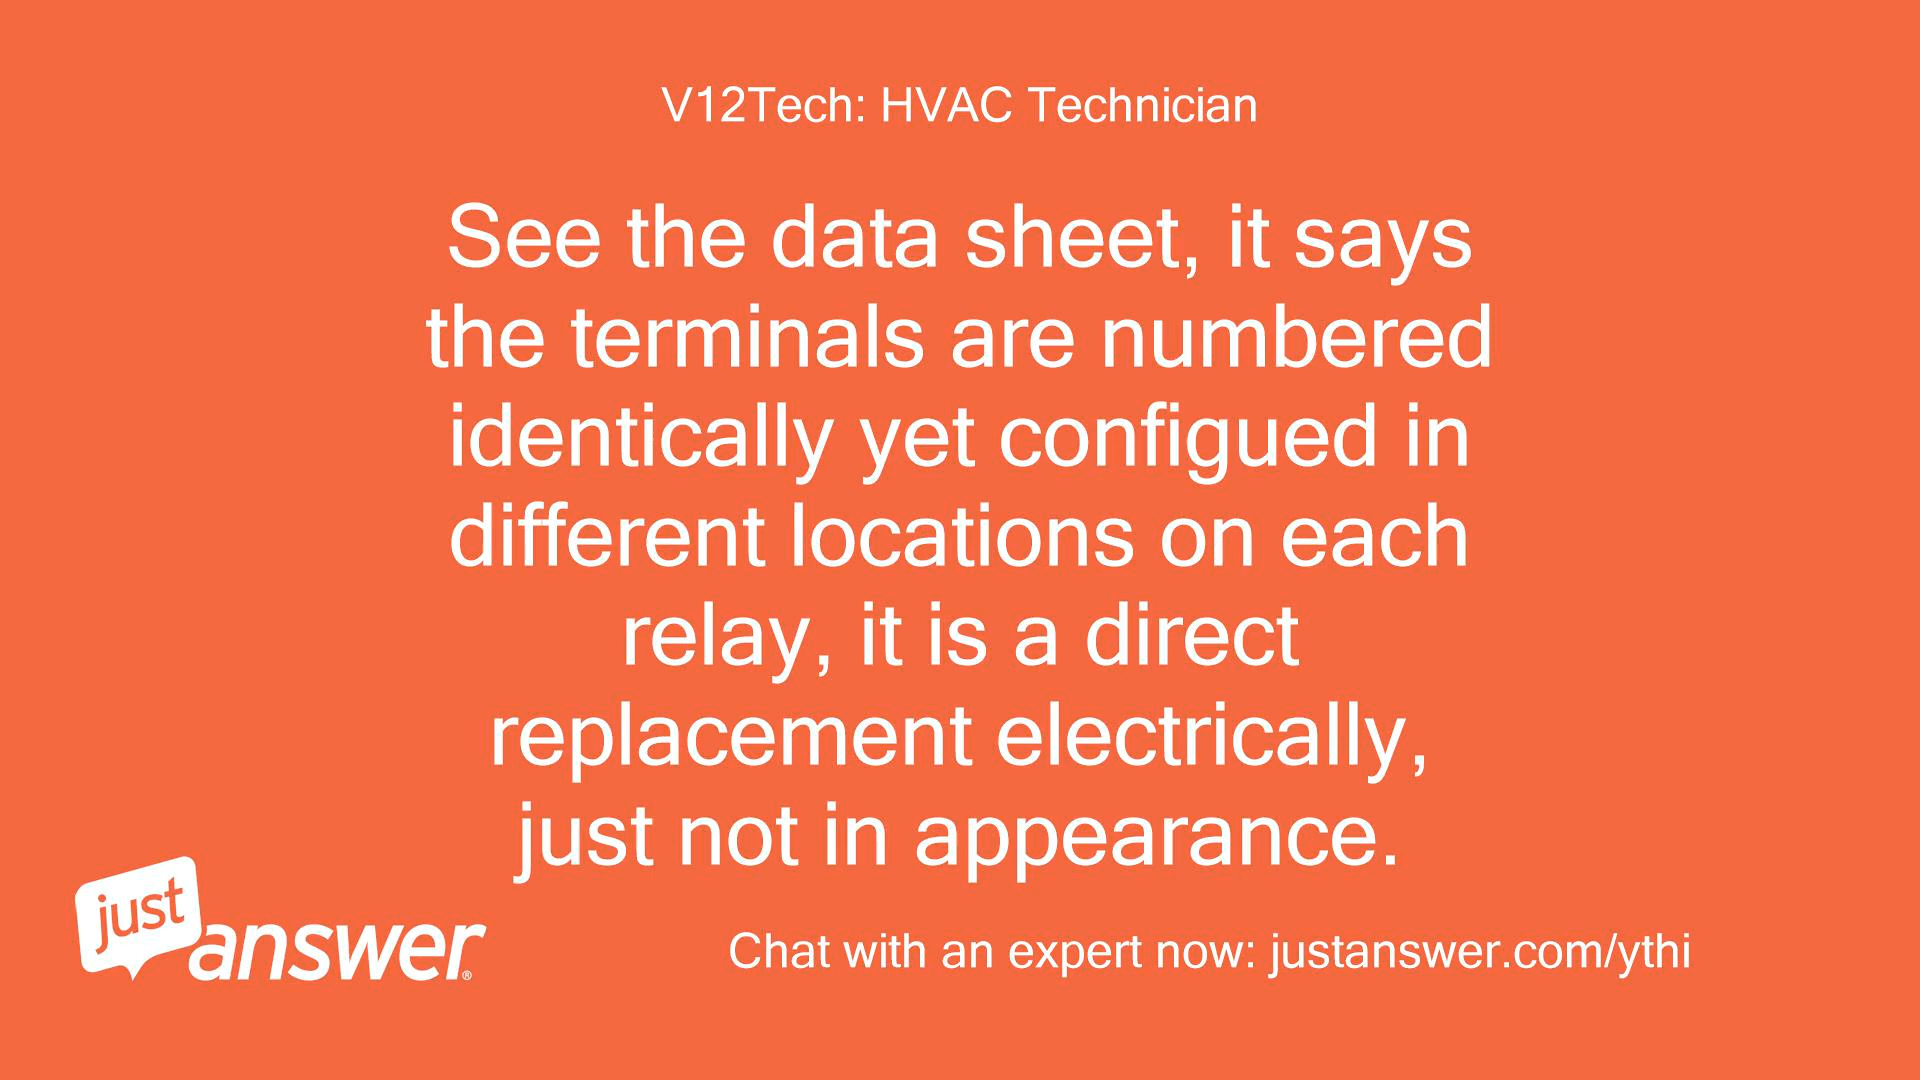 V12Tech: HVAC Technician
See the data sheet, it says
the terminals are numbered
identically yet configued in
different locations on each
relay, it is a direct
replacement electrically,
just not in appearance.
just
answer®
Chat with an expert now: justanswer.com/ythi